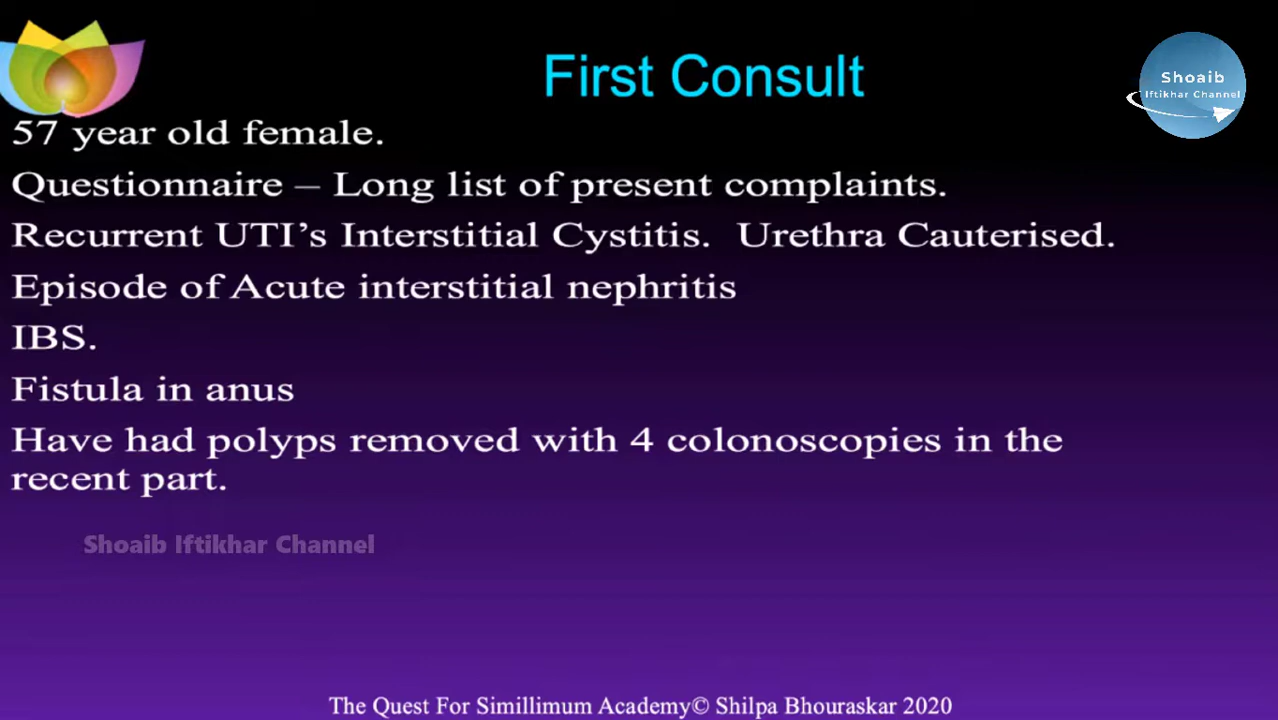 First Consult
Shoaib
Iftikhar Channel
57 year old female.
Questionnaire – Long list of present complaints.
Recurrent UTI’s Interstitial Cystitis.  Urethra Cauterised.
Episode of Acute interstitial nephritis
IBS.
Fistula in anus
Have had polyps removed with 4 colonoscopies in the
recent part.
Shoaib Iftikhar Channel
The Quest For Simillimum Academy© Shilpa Bhouraskar 2020